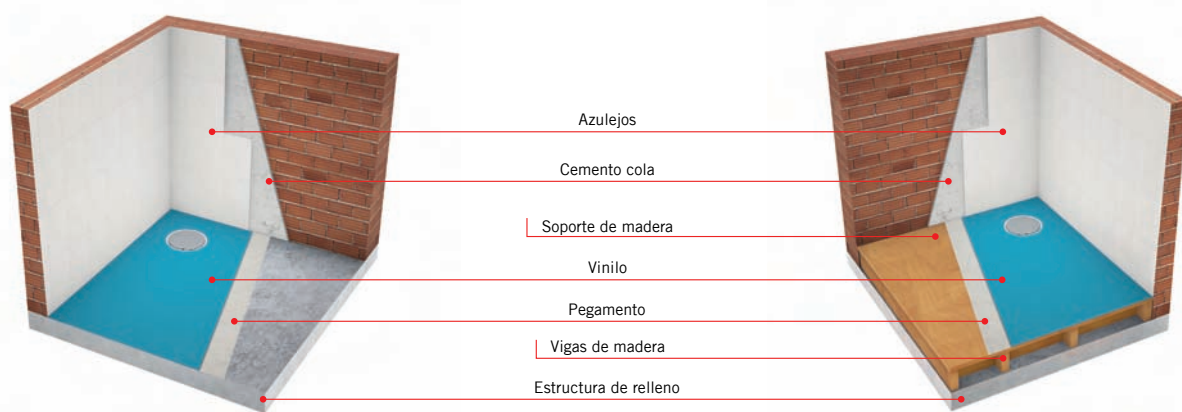 Azulejos
Cemento cola
Soporte de madera
Vinilo
Pegamento
Vigas de madera
Estructura de relleno